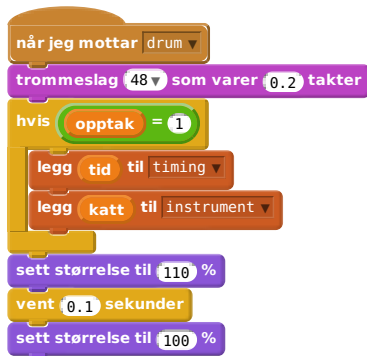 når jeg mottar drum
trommeslag 48 som varer 0.2 takter
hvis opptak = 1
legg tid til timing
legg katt til instrument
sett størrelse til 110 %
vent 0.1 sekunder
sett størrelse til 100 %